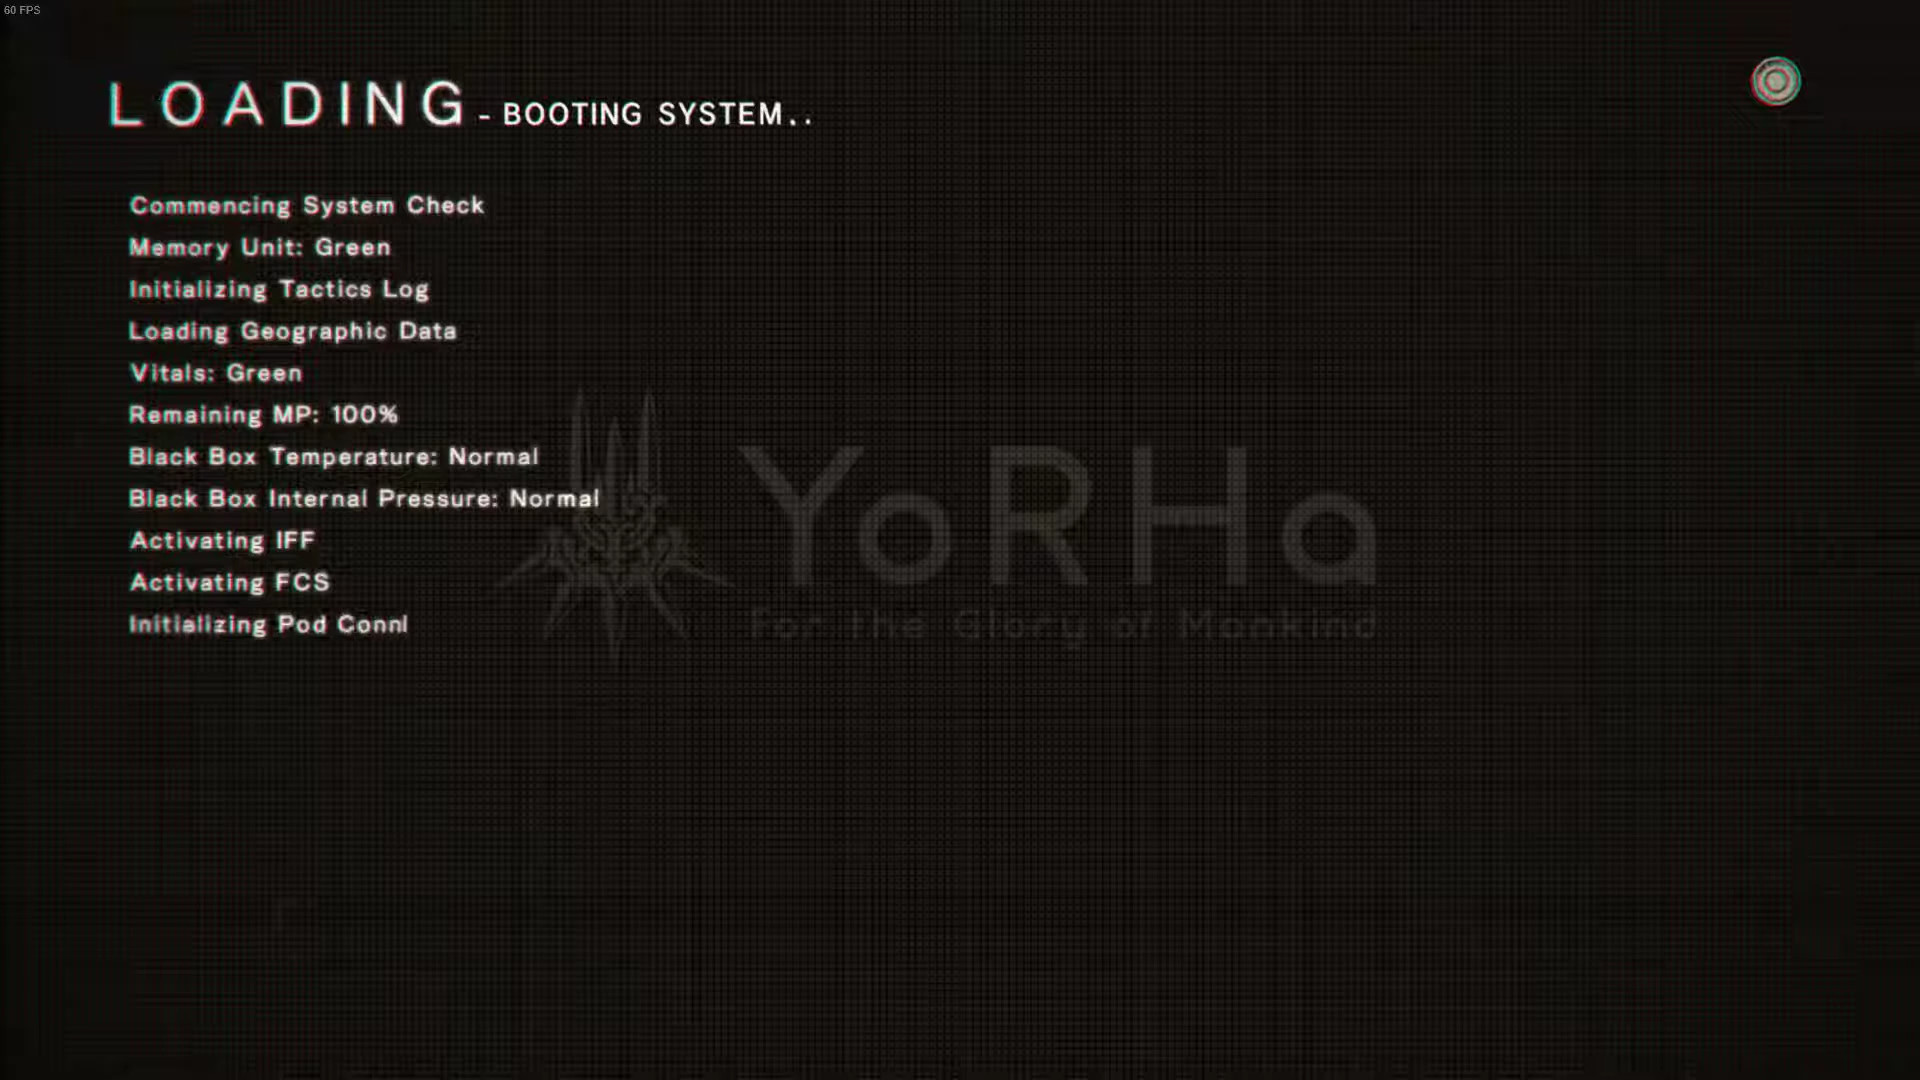 60 FPS
LOADING - BOOTING SYSTEM..
Commencing System Check
Memory Unit: Green
Initializing Tactics Log
Loading Geographic Data
Vitals: Green
Remaining MP: 100%
Black Box Temperature: Normal
Black Box Internal Pressure: Normal
Activating IFF
Activating FCS
Initializing Pod Connl
YoRHa
For the Glory of Mankind